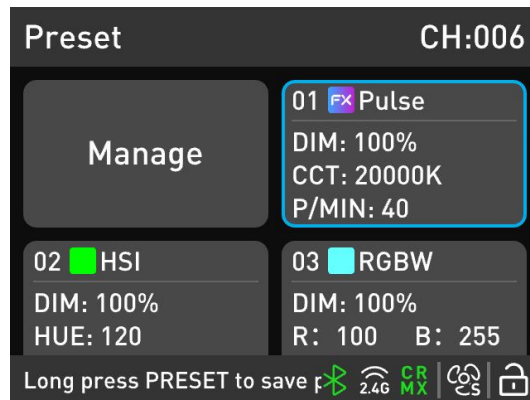 Preset CH:006
Manage
01 FX Pulse
DIM: 100%
CCT: 20000K
P/MIN: 40
02 HSI
DIM: 100%
HUE: 120
03 RGBW
DIM: 100%
R: 100 B: 255
Long press PRESET to save
2.4G
CR
MX
S